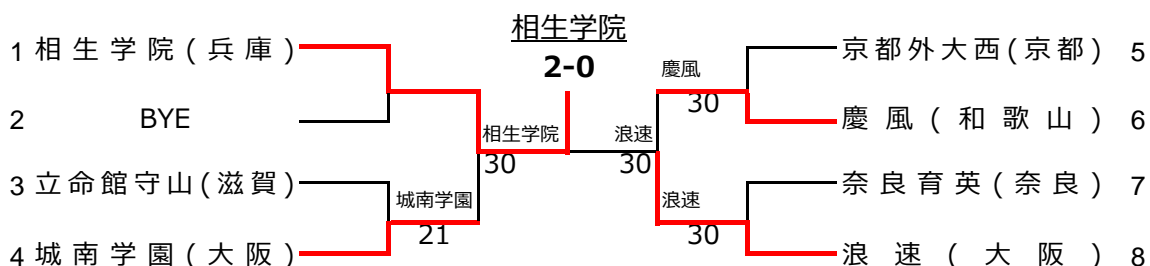 相生学院
2-0
1 相生学院(兵庫)
2 BYE
3 立命館守山(滋賀)
4 城南学園(大阪)
相生学院
30
城南学園
21
浪速
30
慶風
30
浪速
30
京都外大西(京都) 5
慶風(和歌山) 6
奈良育英(奈良) 7
浪速(大阪) 8